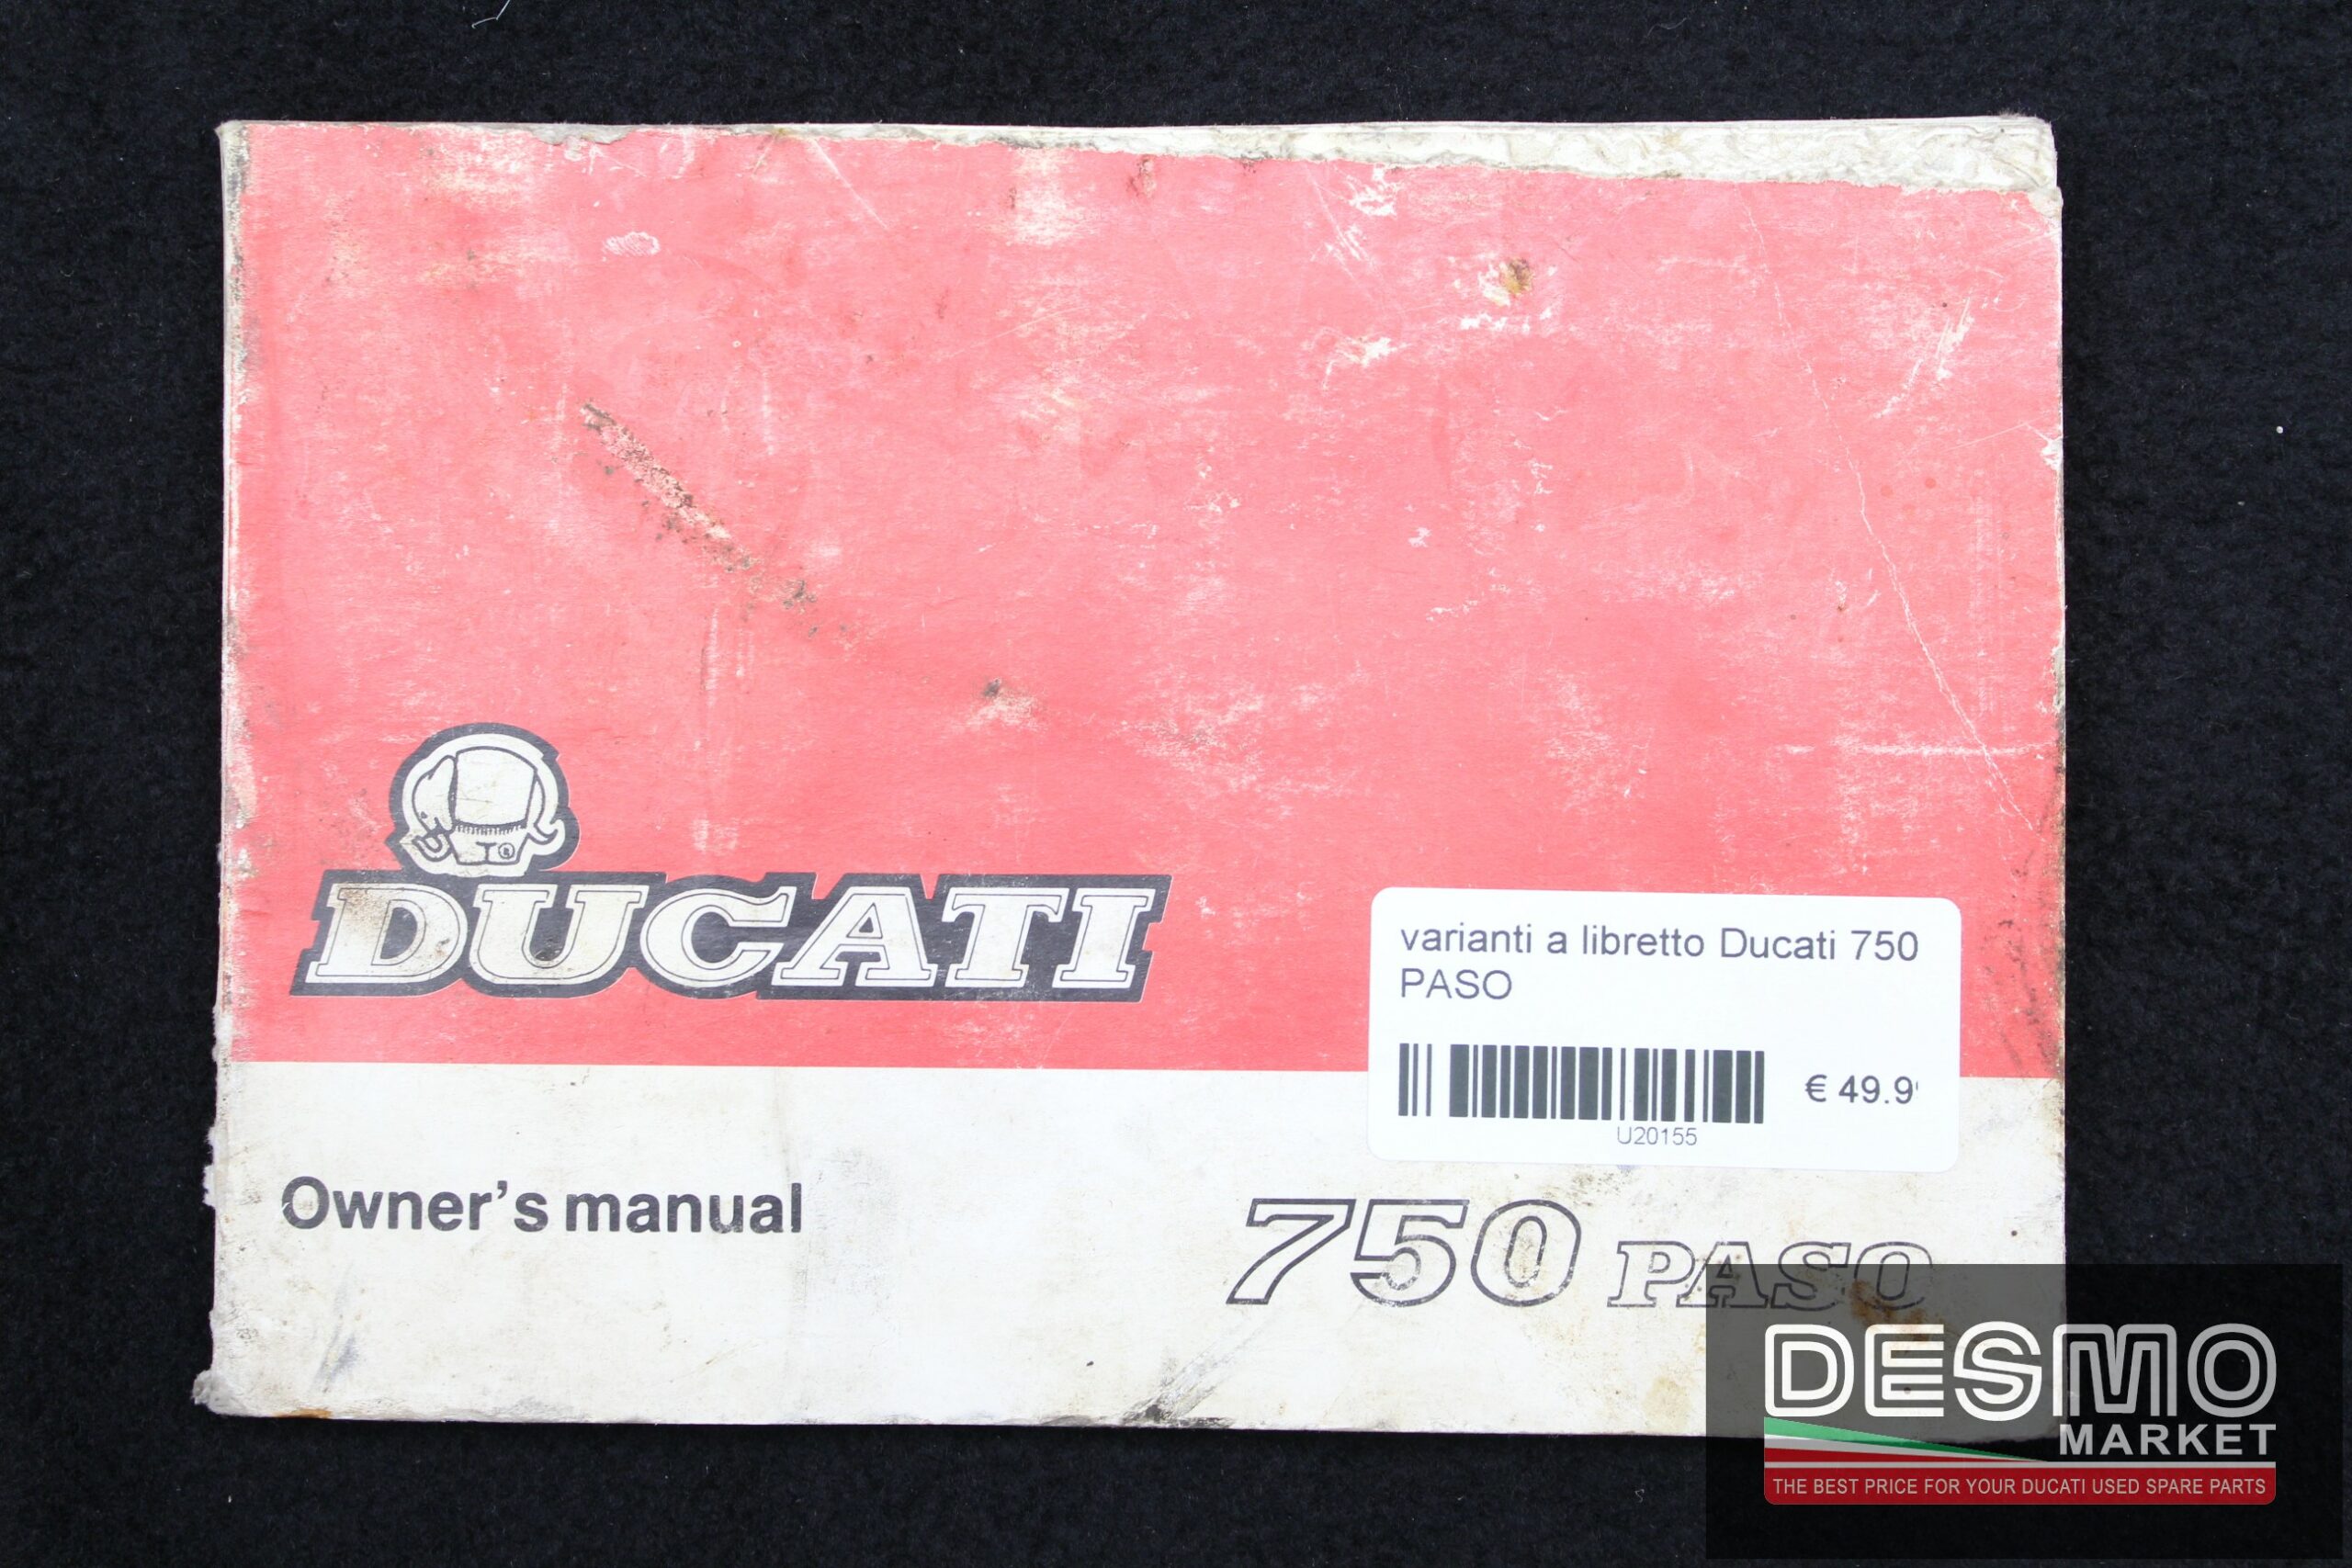 DUCATI
varianti a libretto Ducati 750
PASO
€ 49.9
U20155
Owner's manual
750 PASO
DESMO
MARKET
THE BEST PRICE FOR YOUR DUCATI USED SPARE PARTS